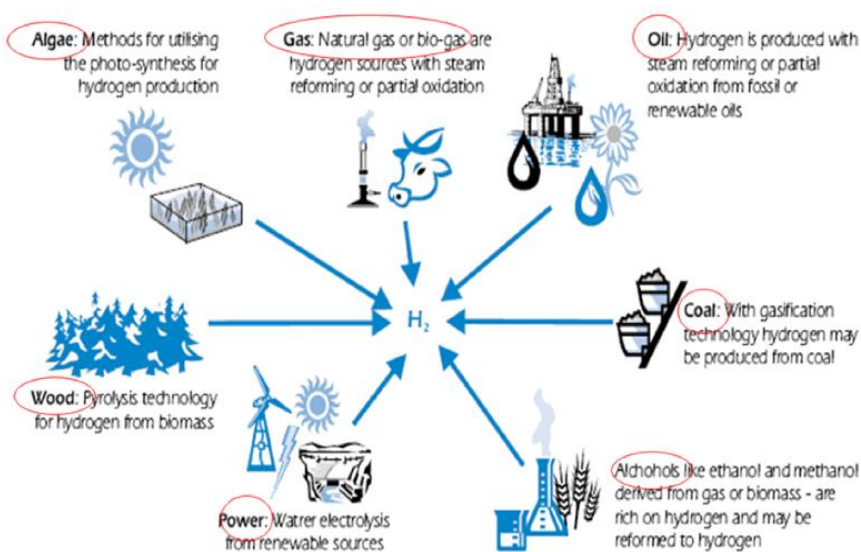 Algae: Methods for utilising
the photo-synthesis for
hydrogen production
Gas: Natural gas or bio-gas are
hydrogen sources with steam
reforming or partial oxidation
Oil: Hydrogen is produced with
steam reforming or partial
oxidation from fossil or
renewable oils
H₂
Coal: With gasification
technology hydrogen may
be produced from coal
Wood: Pyrolysis technology
for hydrogen from biomass
Power: Watrer electrolysis
from renewable sources
Alchohols like ethanol and methanol
derived from gas or biomass - are
rich on hydrogen and may be
reformed to hydrogen